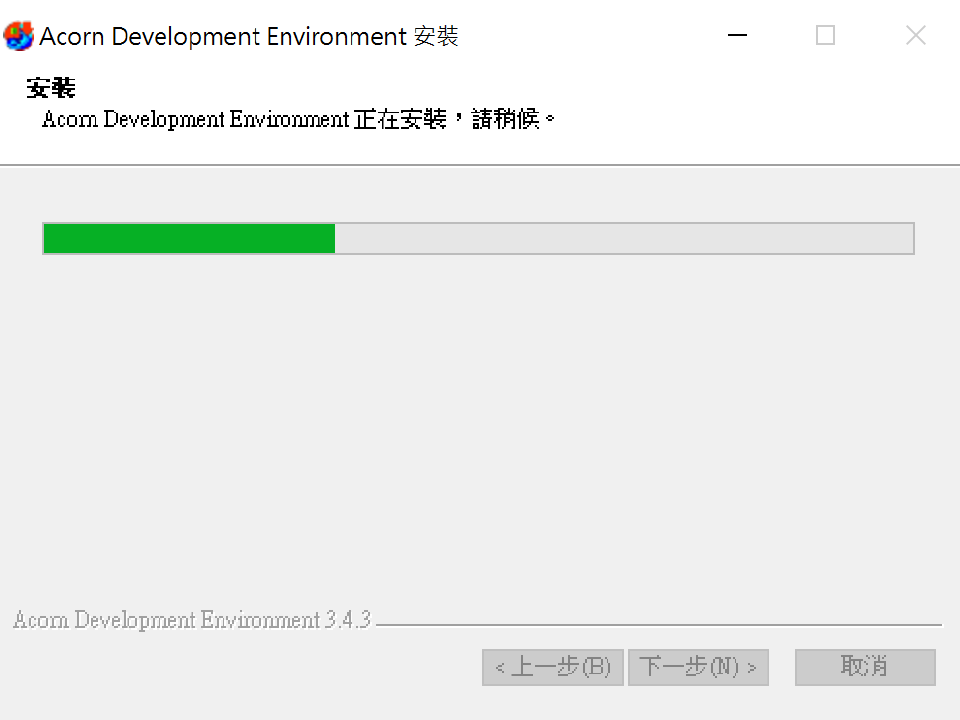 Acorn Development Environment 安裝
安裝
Acorn Development Environment 正在安裝，請稍候。
Acorn Development Environment 3.4.3
< 上一步(B)
下一步(N) >
取消